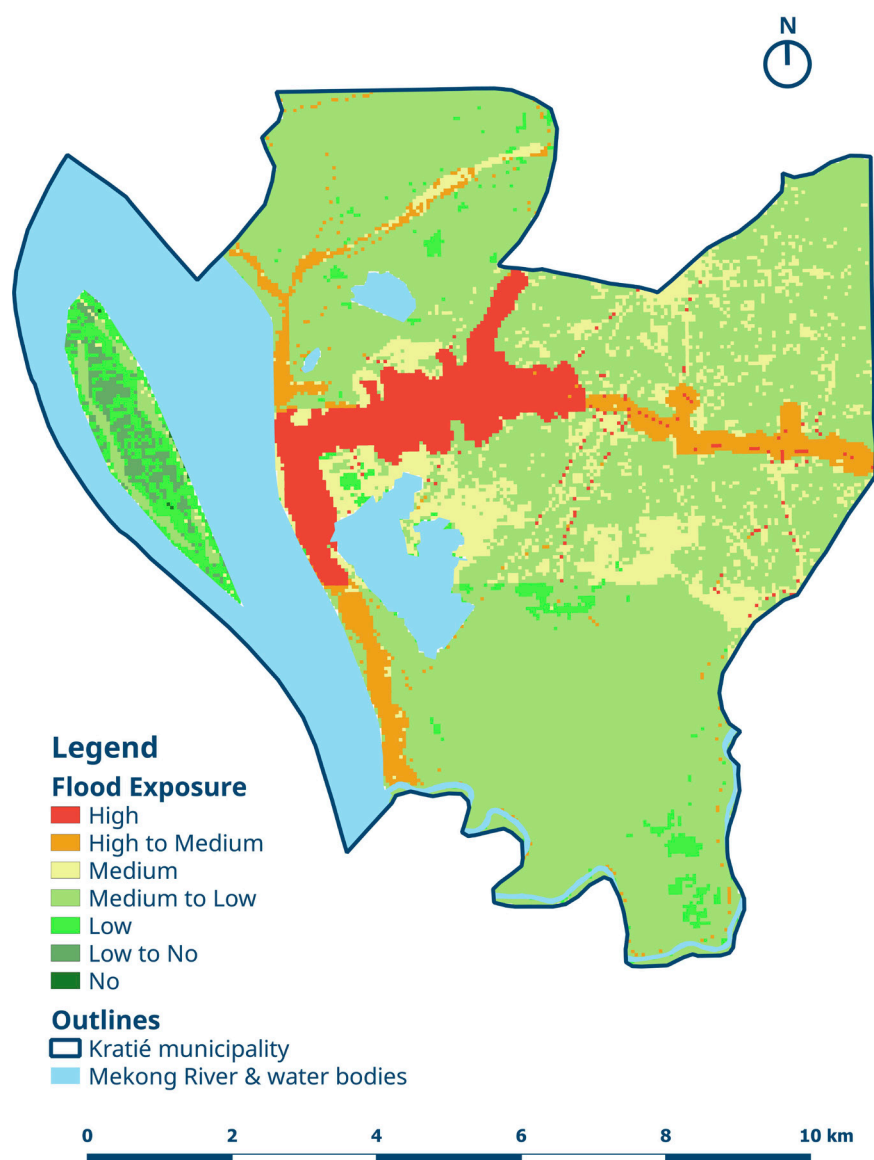 N
Legend
Flood Exposure
High
High to Medium
Medium
Medium to Low
Low
Low to No
No
Outlines
Kratié municipality
Mekong River & water bodies
0 2 4 6 8 10 km